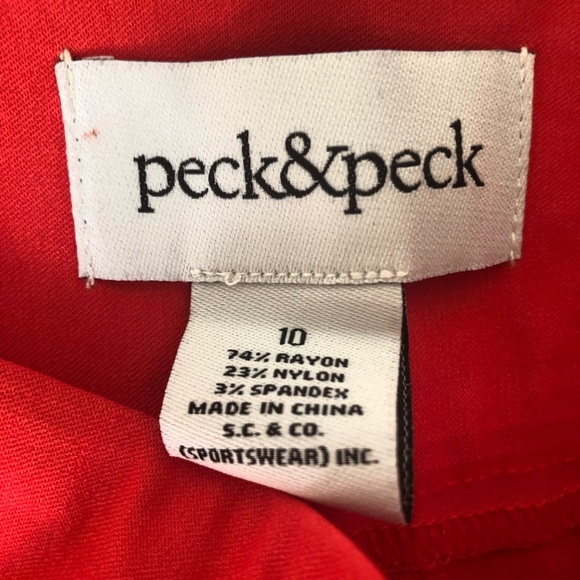 peck&peck
10
74% RAYON
23% NYLON
3% SPANDEX
MADE IN CHINA
S.C. & CO.
(SPORTSWEAR) INC.